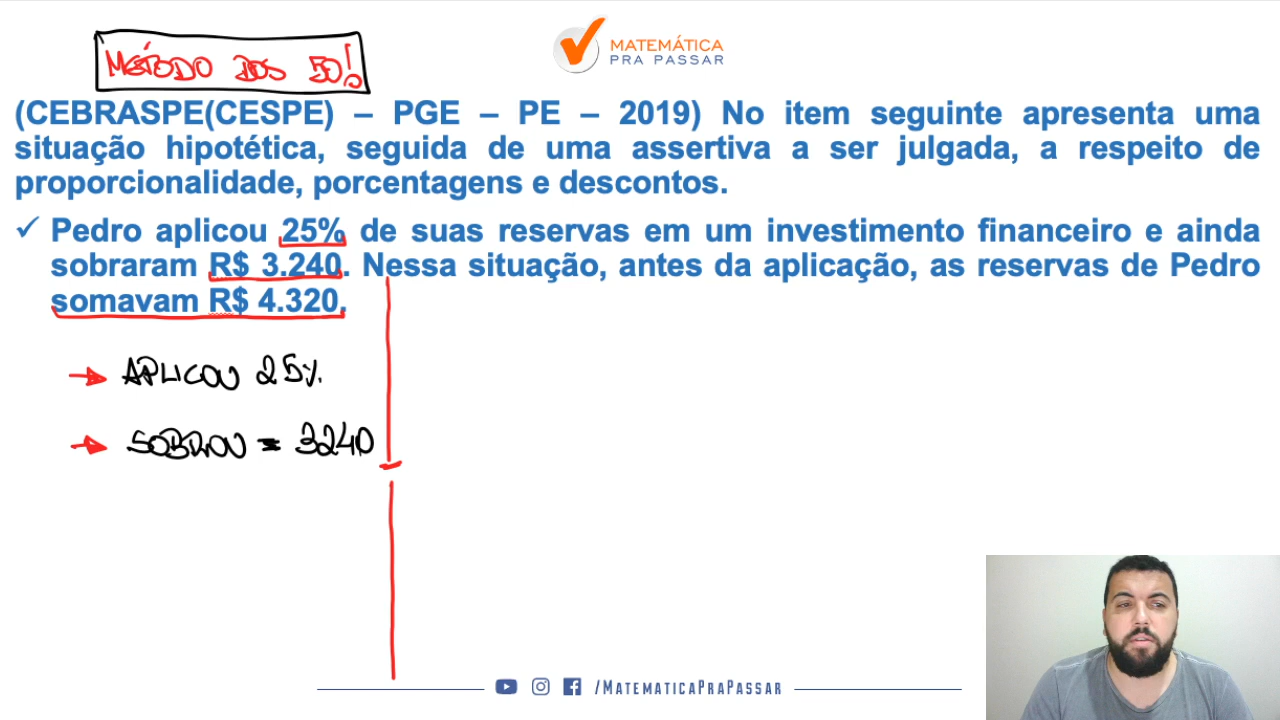 MÉTODO DOS 50!
MATEMÁTICA
PRA PASSAR
(CEBRASPE(CESPE) – PGE – PE – 2019) No item seguinte apresenta uma
situação hipotética, seguida de uma assertiva a ser julgada, a respeito de
proporcionalidade, porcentagens e descontos.
✓ Pedro aplicou 25% de suas reservas em um investimento financeiro e ainda
sobraram R$ 3.240. Nessa situação, antes da aplicação, as reservas de Pedro
somavam R$ 4.320.
→ APLICOU 25%
→ SOBROU = 3240
/MATEMATICAPRAPASSAR